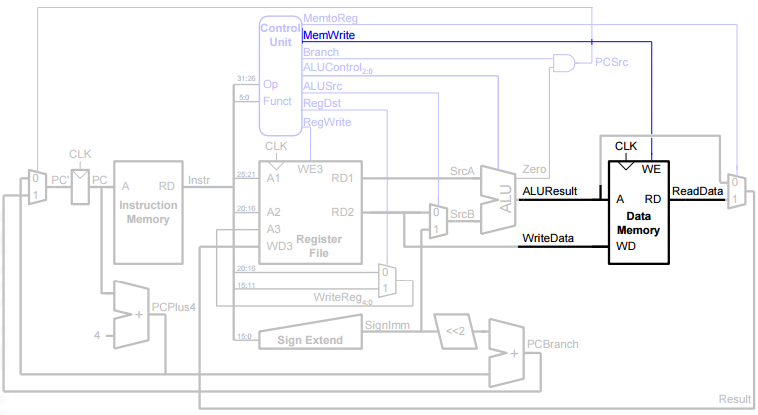 MemtoReg
Control
Unit
MemWrite
Branch
ALUControl2:0
PCSrc
31:26
Op
ALUSrc
5:0
Funct
RegDst
RegWrite
CLK
CLK
CLK
0
1
PC'
PC
A
RD
Instr
Instruction
Memory
25:21
A1
WE3
RD1
20:16
A2
RD2
A3
WD3
Register
File
SrcA
0
1
SrcB
ALU
Zero
ALUResult
WriteData
WE
A
RD
Data
Memory
WD
ReadData
0
1
20:16
0
15:11
1
WriteReg4:0
PCPlus4
+
4
SignImm
15:0
Sign Extend
<<2
+
PCBranch
Result